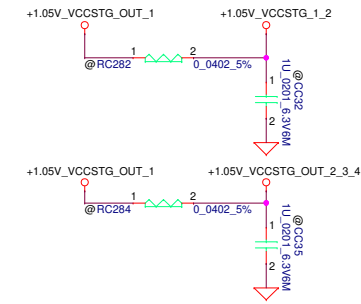 +1.05V_VCCSTG_OUT_1
+1.05V_VCCSTG_1_2
1
2
@RC282
0_0402_5%
1
2
@CC32
1U_0201_6.3V6M
+1.05V_VCCSTG_OUT_1
+1.05V_VCCSTG_OUT_2_3_4
1
2
@RC284
0_0402_5%
1
2
@CC35
1U_0201_6.3V6M